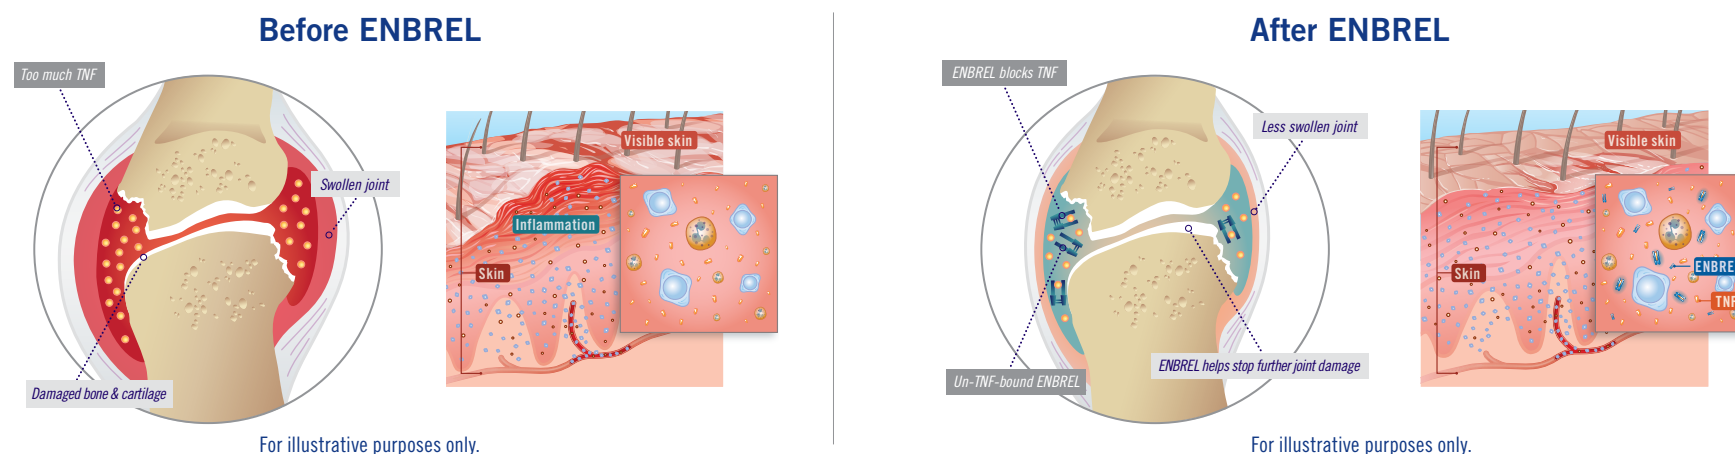 Before ENBREL
Too much TNF
Swollen joint
Damaged bone & cartilage
Visible skin
Inflammation
Skin
For illustrative purposes only.
After ENBREL
ENBREL blocks TNF
Less swollen joint
Un-TNF-bound ENBREL
ENBREL helps stop further joint damage
Visible skin
Skin
ENBRE
TNF
For illustrative purposes only.